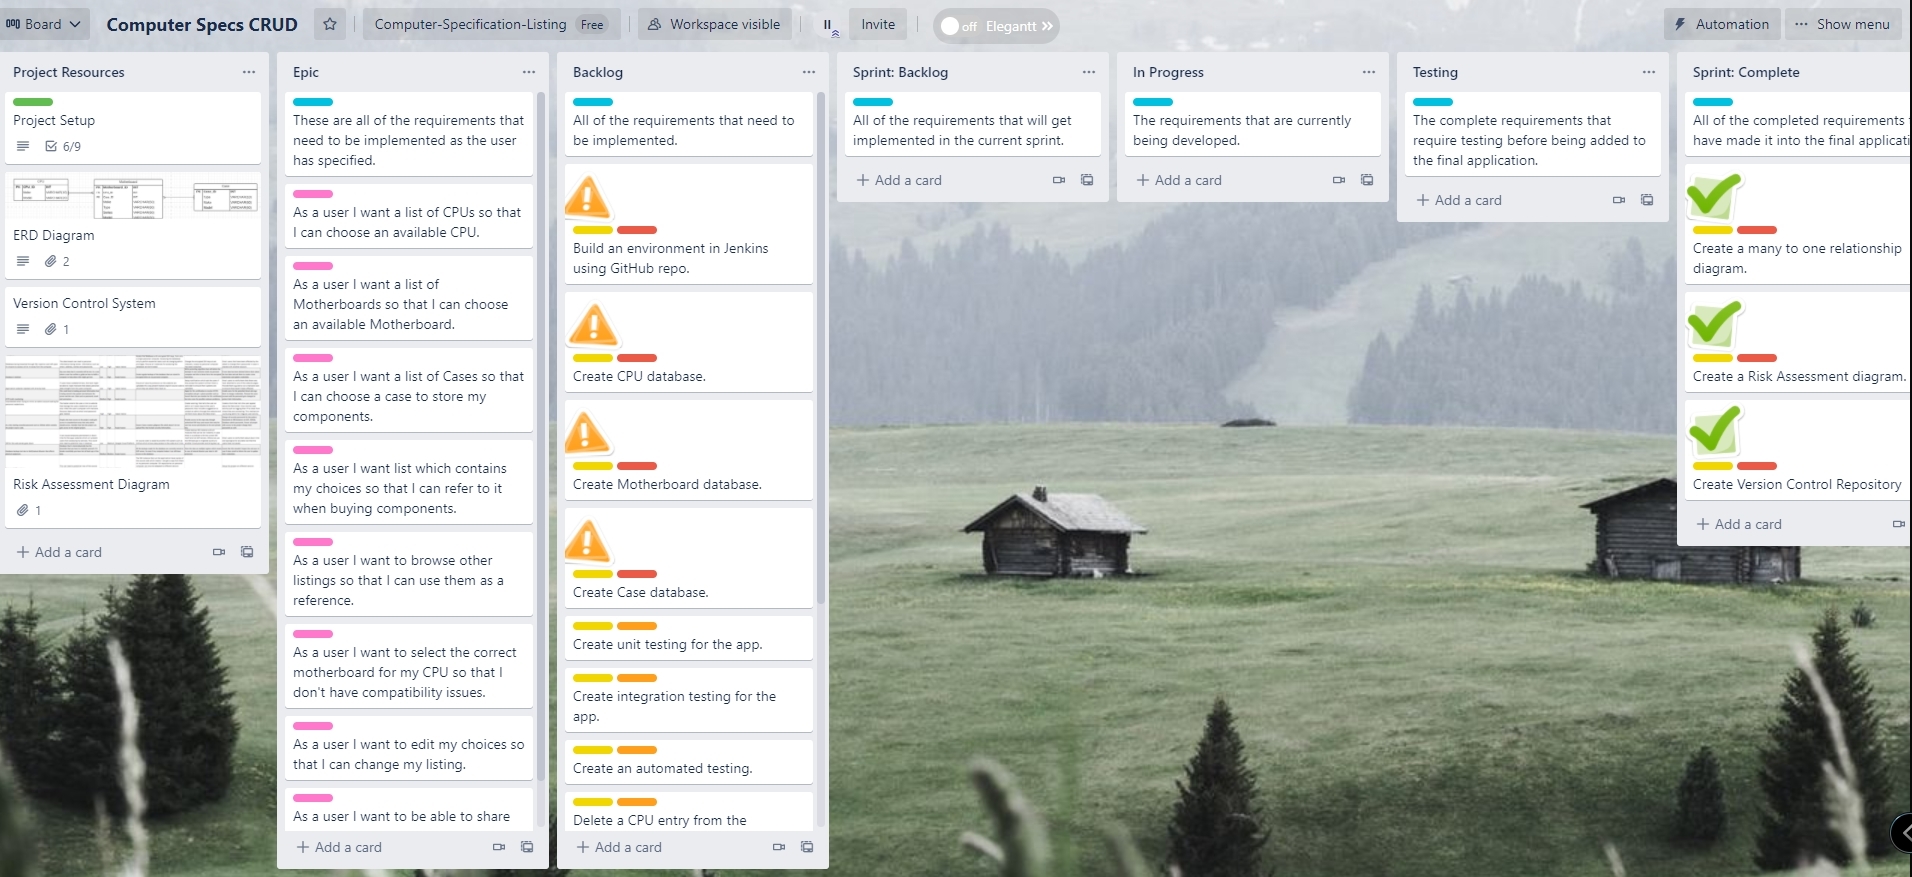 Board
Computer Specs CRUD
Computer-Specification-Listing Free
Workspace visible
II
Invite
off Elegantt
Automation
Show menu
Project Resources
Project Setup
6/9
ERD Diagram
2
Version Control System
1
Risk Assessment Diagram
1
Add a card
Epic
These are all of the requirements that
need to be implemented as the user
has specified.
As a user I want a list of CPUs so that
I can choose an available CPU.
As a user I want a list of
Motherboards so that I can choose
an available Motherboard.
As a user I want a list of Cases so that
I can choose a case to store my
components.
As a user I want list which contains
my choices so that I can refer to it
when buying components.
As a user I want to browse other
listings so that I can use them as a
reference.
As a user I want to select the correct
motherboard for my CPU so that I
don't have compatibility issues.
As a user I want to edit my choices so
that I can change my listing.
As a user I want to be able to share
Add a card
Backlog
All of the requirements that need to
be implemented.
Build an environment in Jenkins
using GitHub repo.
Create CPU database.
Create Motherboard database.
Create Case database.
Create unit testing for the app.
Create integration testing for the
app.
Create an automated testing.
Delete a CPU entry from the
Add a card
Sprint: Backlog
All of the requirements that will get
implemented in the current sprint.
Add a card
In Progress
The requirements that are currently
being developed.
Add a card
Testing
The complete requirements that
require testing before being added to
the final application.
Add a card
Sprint: Complete
All of the completed requirements
have made it into the final applicati
Create a many to one relationship
diagram.
Create a Risk Assessment diagram.
Create Version Control Repository
Add a card